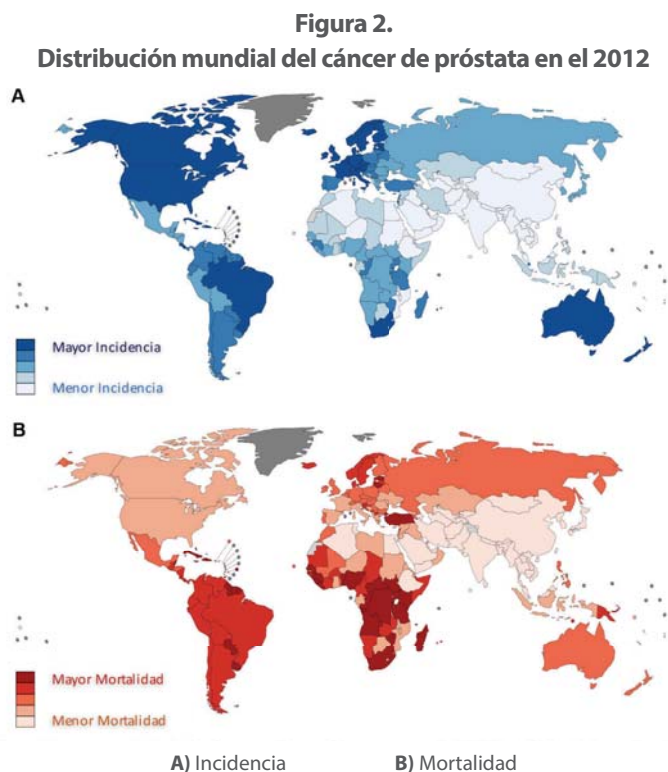 Figura 2.
Distribución mundial del cáncer de próstata en el 2012
A
Mayor Incidencia
Menor Incidencia
B
Mayor Mortalidad
Menor Mortalidad
A) Incidencia B) Mortalidad